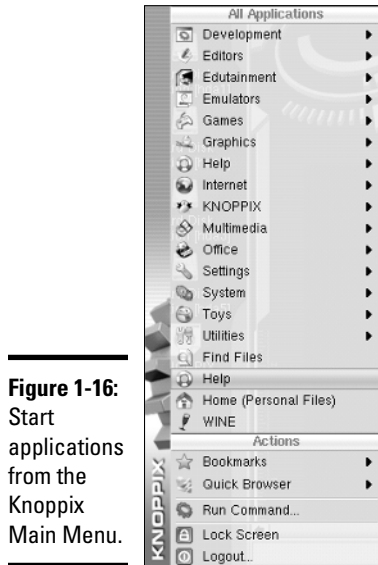 All Applications
Development
Editors
Edutainment
Emulators
Games
Graphics
Help
Internet
KNOPPIX
Multimedia
Office
Settings
System
Toys
Utilities
Find Files
Help
Home (Personal Files)
WINE
Actions
Bookmarks
Quick Browser
Run Command...
Lock Screen
Logout...
KNOPPIX
Figure 1-16:
Start
applications
from the
Knoppix
Main Menu.